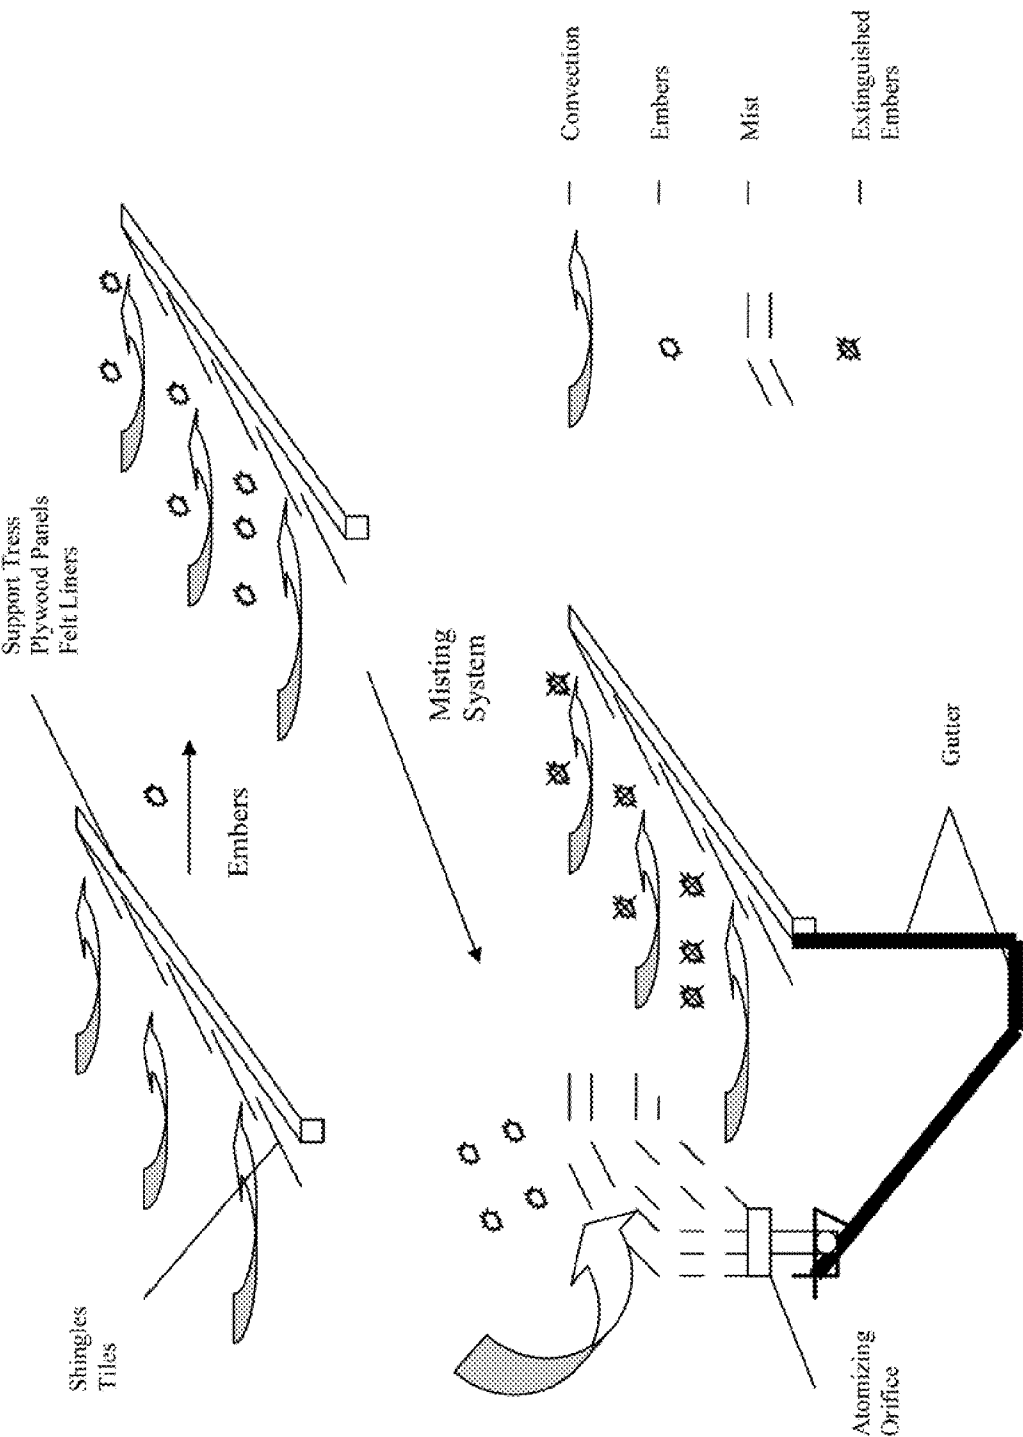 Support Tress
Plywood Panels
Felt Liners
Shingles
Tiles
Embers
Misting
System
Atomizing
Orifice
Gutter
Convection
Embers
Mist
Extinguished
Embers